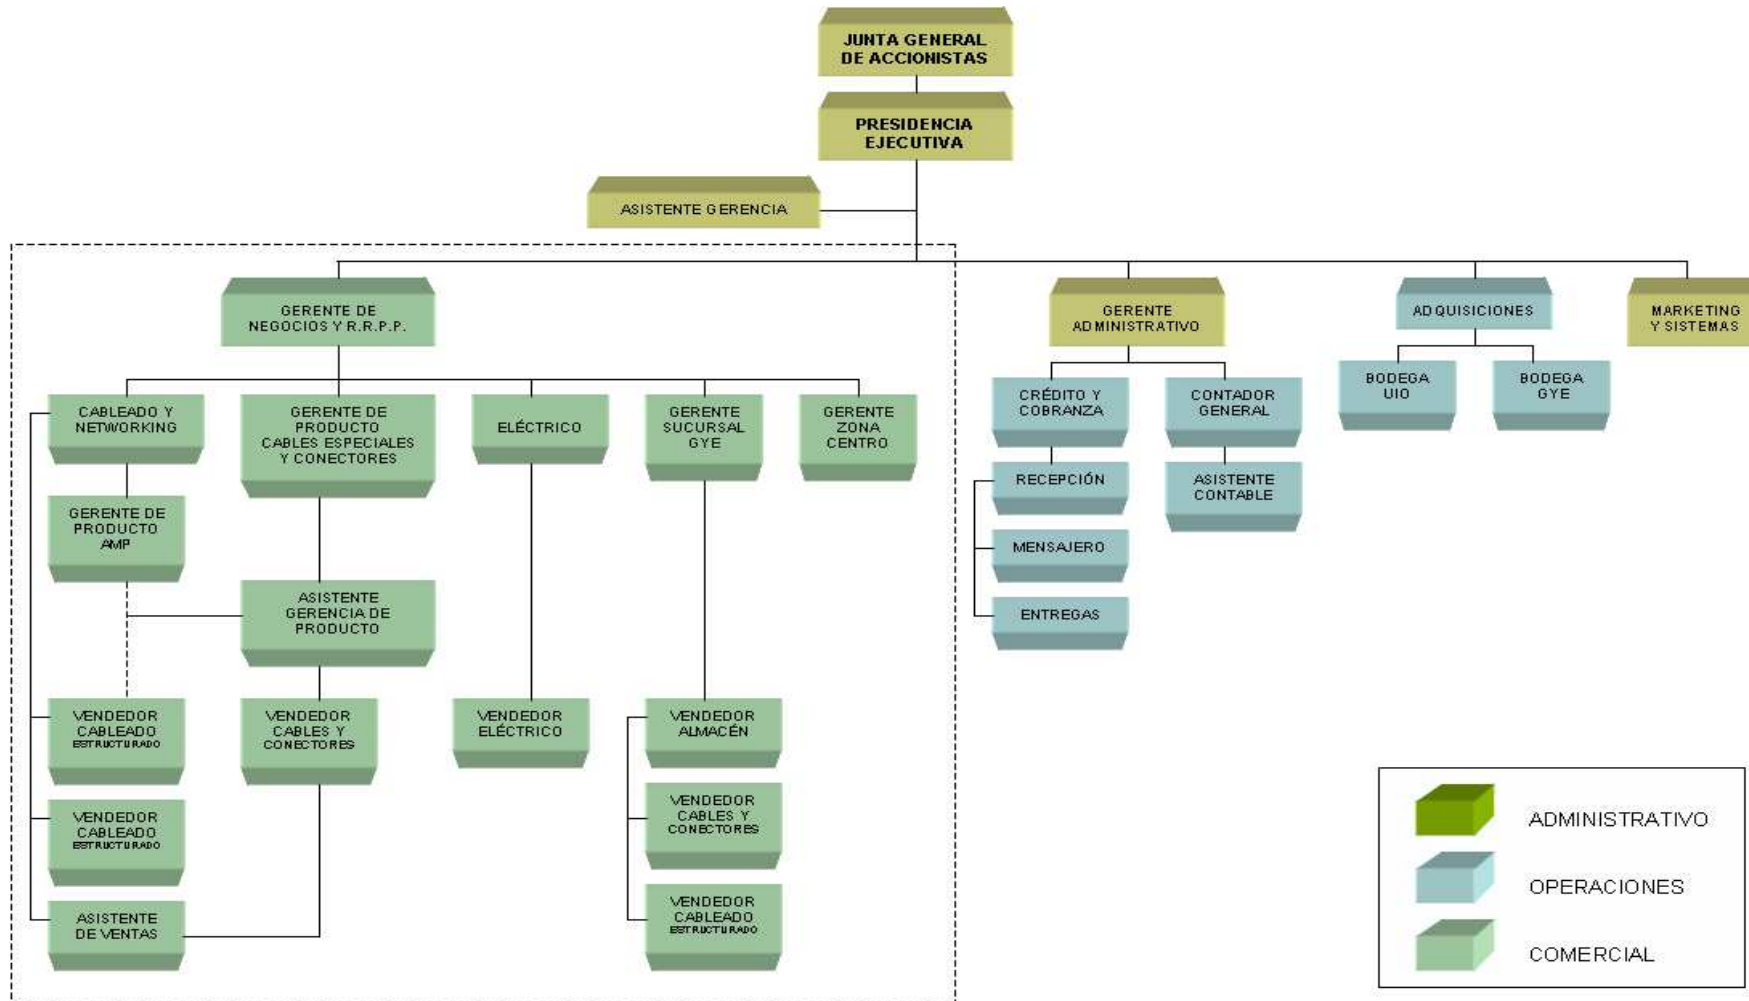 JUNTA GENERAL
DE ACCIONISTAS
PRESIDENCIA
EJECUTIVA
ASISTENTE GERENCIA
GERENTE DE
NEGOCIOS Y R.R.P.P.
GERENTE
ADMINISTRATIVO
ADQUISICIONES
MARKETING
Y SISTEMAS
CABLEADO Y
NETWORKING
GERENTE DE
PRODUCTO
CABLES ESPECIALES
Y CONECTORES
ELÉCTRICO
GERENTE
SUCURSAL
GYE
GERENTE
ZONA
CENTRO
CRÉDITO Y
COBRANZA
CONTADOR
GENERAL
BODEGA
UIO
BODEGA
GYE
RECEPCIÓN
ASISTENTE
CONTABLE
MENSAJERO
ENTREGAS
GERENTE DE
PRODUCTO
AMP
ASISTENTE
GERENCIA DE
PRODUCTO
VENDEDOR
CABLEADO
ESTRUCTURADO
VENDEDOR
CABLES Y
CONECTORES
VENDEDOR
ELÉCTRICO
VENDEDOR
ALMACÉN
VENDEDOR
CABLEADO
ESTRUCTURADO
VENDEDOR
CABLES Y
CONECTORES
ASISTENTE
DE VENTAS
VENDEDOR
CABLEADO
ESTRUCTURADO
ADMINISTRATIVO
OPERACIONES
COMERCIAL